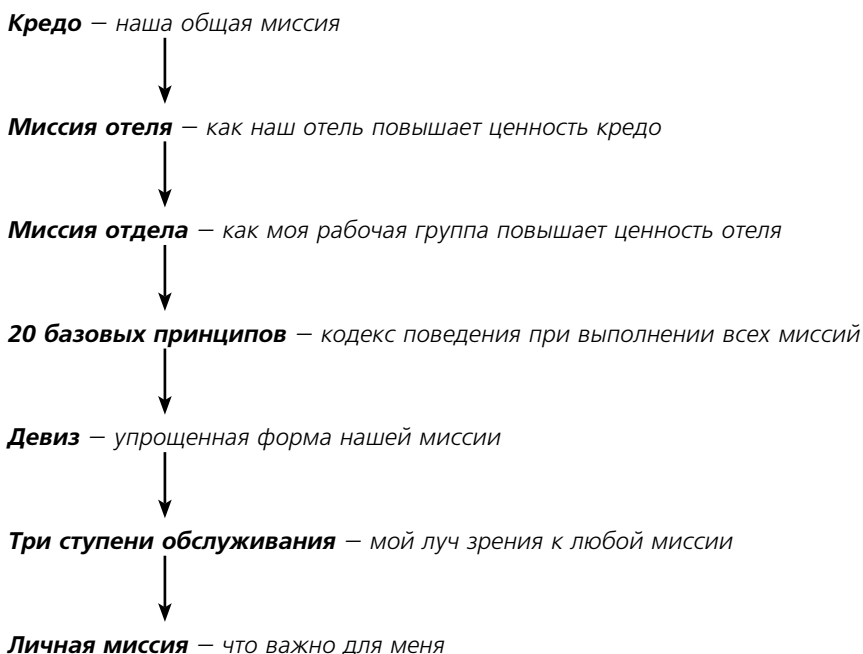 Кредо — наша общая миссия
Миссия отеля — как наш отель повышает ценность кредо
Миссия отдела — как моя рабочая группа повышает ценность отеля
20 базовых принципов — кодекс поведения при выполнении всех миссий
Девиз — упрощенная форма нашей миссии
Три ступени обслуживания — мой луч зрения к любой миссии
Личная миссия — что важно для меня